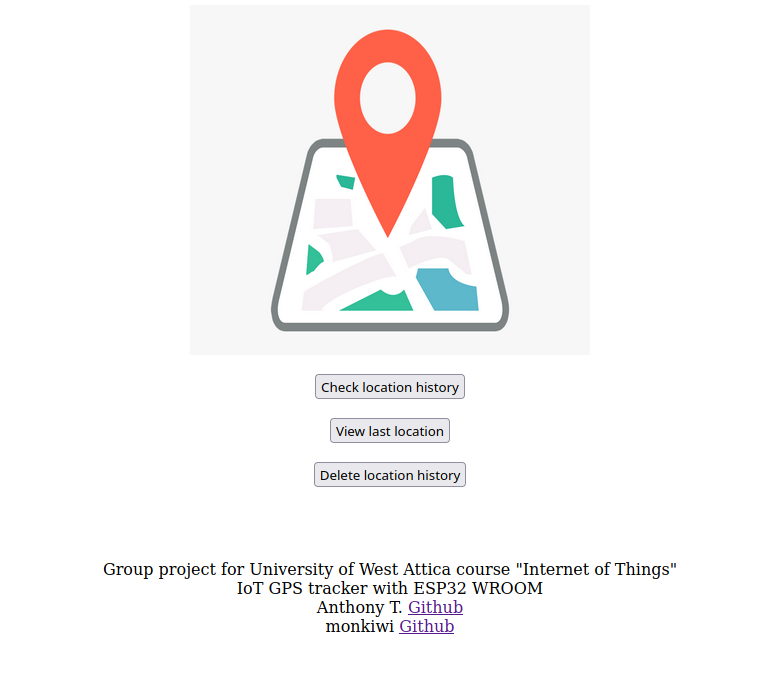 Check location history
View last location
Delete location history
Group project for University of West Attica course "Internet of Things"
IoT GPS tracker with ESP32 WROOM
Anthony T. Github
monkiwi Github